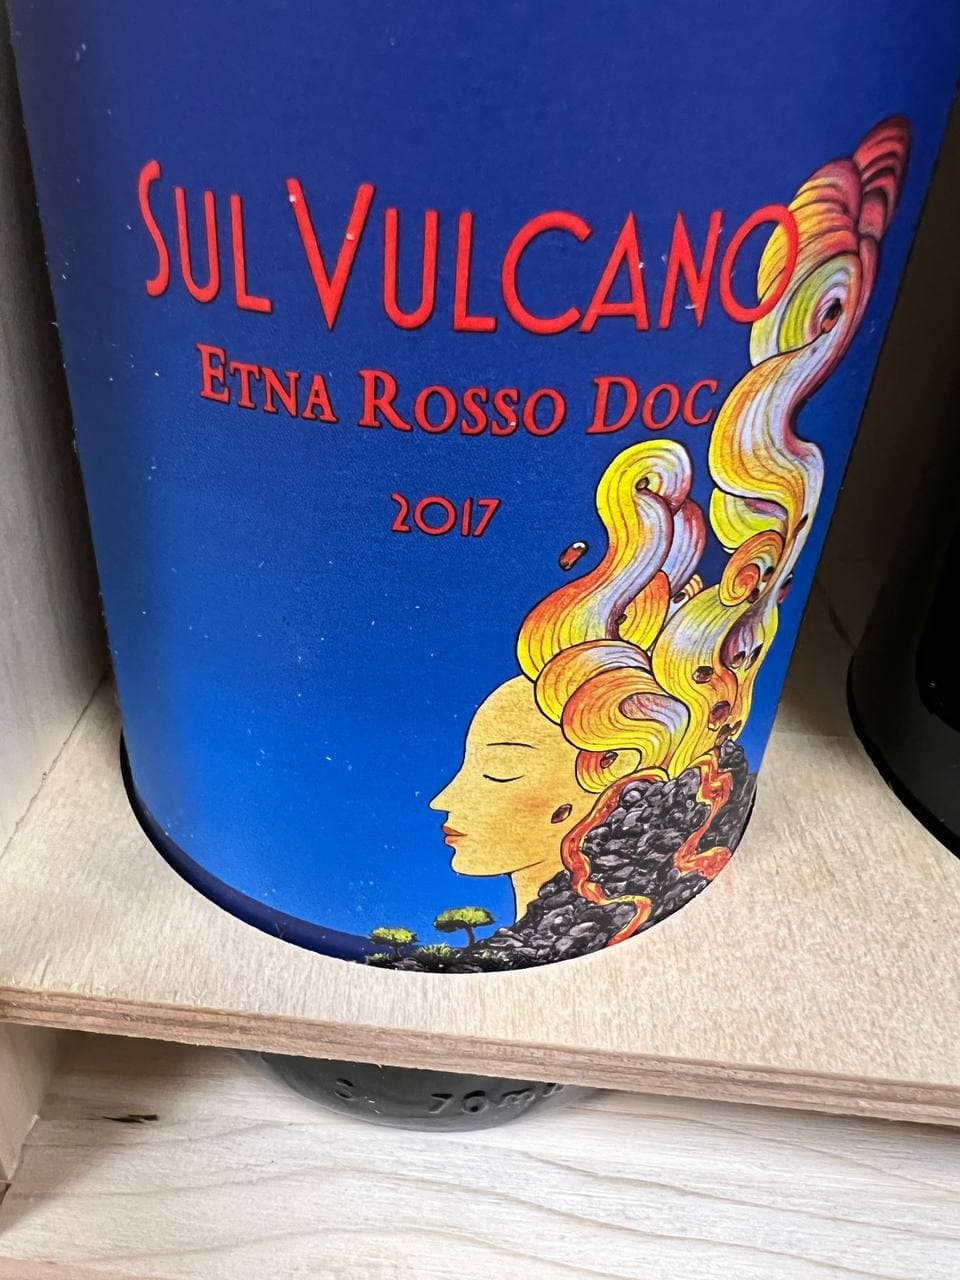 SUL VULCANO
ETNA ROSSO DOC
2017